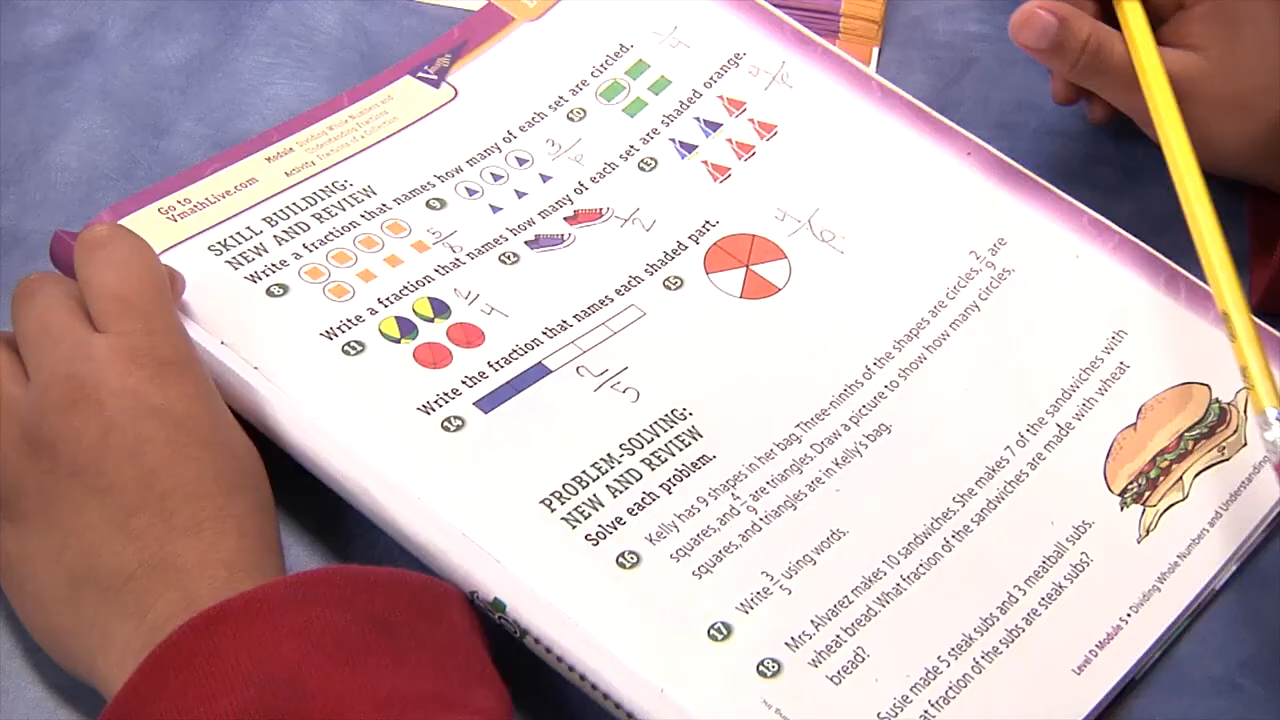 Vmath
Go to
VmathLive.com
Module Dividing Whole Numbers and
Understanding Fractions
Activity Fractions of a Collection
SKILL BUILDING:
NEW AND REVIEW
Write a fraction that names how many of each set are circled.
8
5/8
9
3/6
10
1/4
Write a fraction that names how many of each set are shaded orange.
11
2/4
12
1/2
13
4/6
Write the fraction that names each shaded part.
14
2/5
15
4/6
PROBLEM-SOLVING:
NEW AND REVIEW
Solve each problem.
16 Kelly has 9 shapes in her bag. Three-ninths of the shapes are circles, 2/9 are
squares, and 4/9 are triangles. Draw a picture to show how many circles,
squares, and triangles are in Kelly's bag.
17 Write 3/5 using words.
18 Mrs. Alvarez makes 10 sandwiches. She makes 7 of the sandwiches with
wheat bread. What fraction of the sandwiches are made with wheat
bread?
Susie made 5 steak subs and 3 meatball subs.
at fraction of the subs are steak subs?
Level D Module 5 • Dividing Whole Numbers and Understanding
ing, Inc.